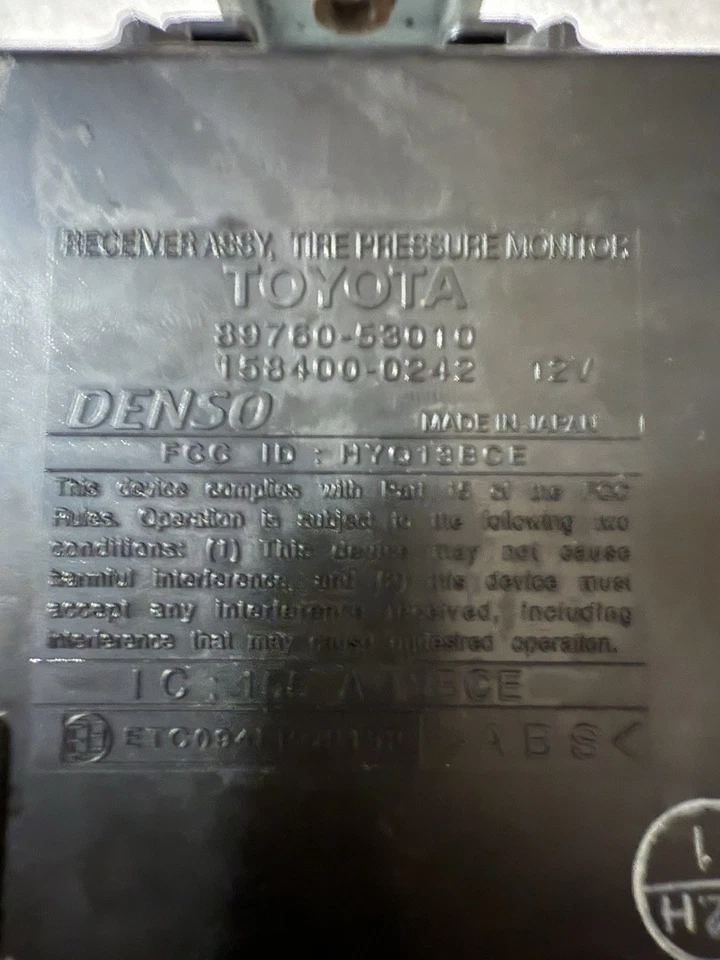 RECEIVER ASSY, TIRE PRESSURE MONITOR
TOYOTA
89760-53010
158400-0242 12V
DENSO MADE IN JAPAN
FCC ID : HYQ13BCE
This device complies with Part 15 of the FCC
Rules. Operation is subject to the following two
conditions: (1) This device may not cause
harmful interference, and (2) this device must
accept any interference received, including
interference that may cause undesired operation.
IC :
>ABS<
1